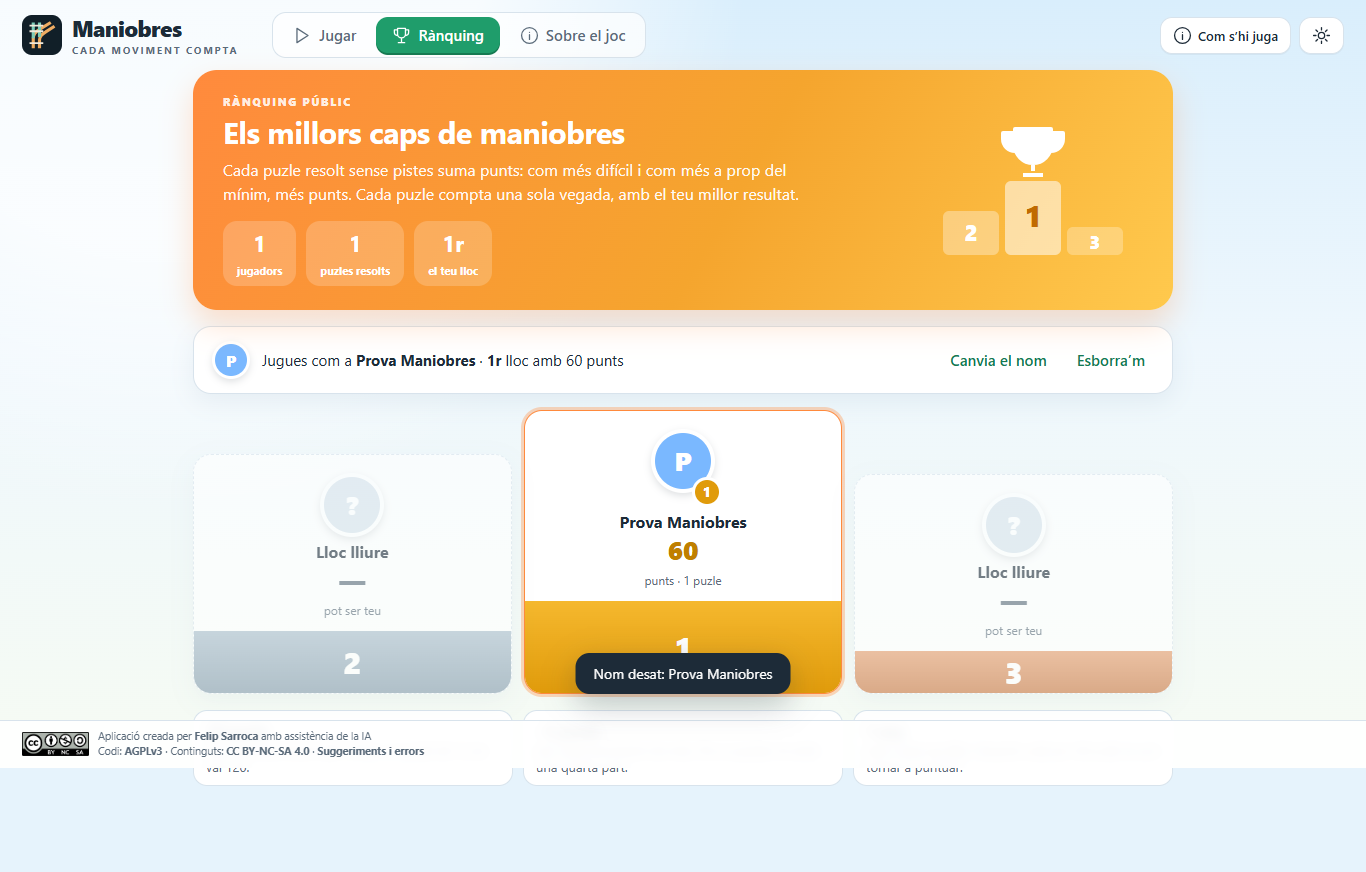 Maniobres
CADA MOVIMENT COMPTA
Jugar
Rànquing
Sobre el joc
Com s'hi juga
RÀNQUING PÚBLIC
Els millors caps de maniobres
Cada puzle resolt sense pistes suma punts: com més difícil i com més a prop del
mínim, més punts. Cada puzle compta una sola vegada, amb el teu millor resultat.
1
jugadors
1
puzles resolts
1r
el teu lloc
2
1
3
P
Jugues com a Prova Maniobres · 1r lloc amb 60 punts
Canvia el nom
Esborra'm
?
Lloc lliure
—
pot ser teu
2
P
1
Prova Maniobres
60
punts · 1 puzle
1
?
Lloc lliure
—
pot ser teu
3
Nom desat: Prova Maniobres
CC BY NC SA
Aplicació creada per Felip Sarroca amb assistència de la IA
Codi: AGPLv3 · Continguts: CC BY-NC-SA 4.0 · Suggeriments i errors
val 120.
una quarta part.
tornar a puntuar.